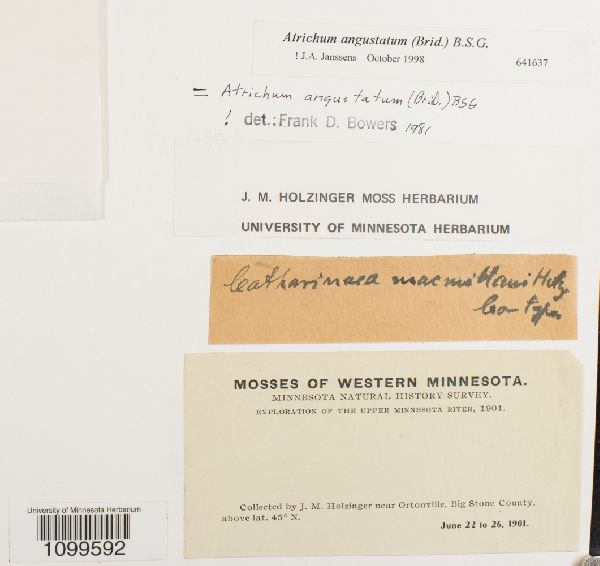 Atrichum angustatum (Brid.) B.S.G.
! J.A. Janssens October 1998
641637
= Atrichum angustatum (Brid.) BSG
! det.: Frank D. Bowers 1981
J. M. HOLZINGER MOSS HERBARIUM
UNIVERSITY OF MINNESOTA HERBARIUM
Catharinaea macmillani Holz.
Co-type
MOSSES OF WESTERN MINNESOTA.
MINNESOTA NATURAL HISTORY SURVEY.
EXPLORATION OF THE UPPER MINNESOTA RIVER, 1901.
Collected by J. M. Holzinger near Ortonville, Big Stone County,
above lat. 45° N.
June 22 to 26, 1901.
University of Minnesota Herbarium
1099592